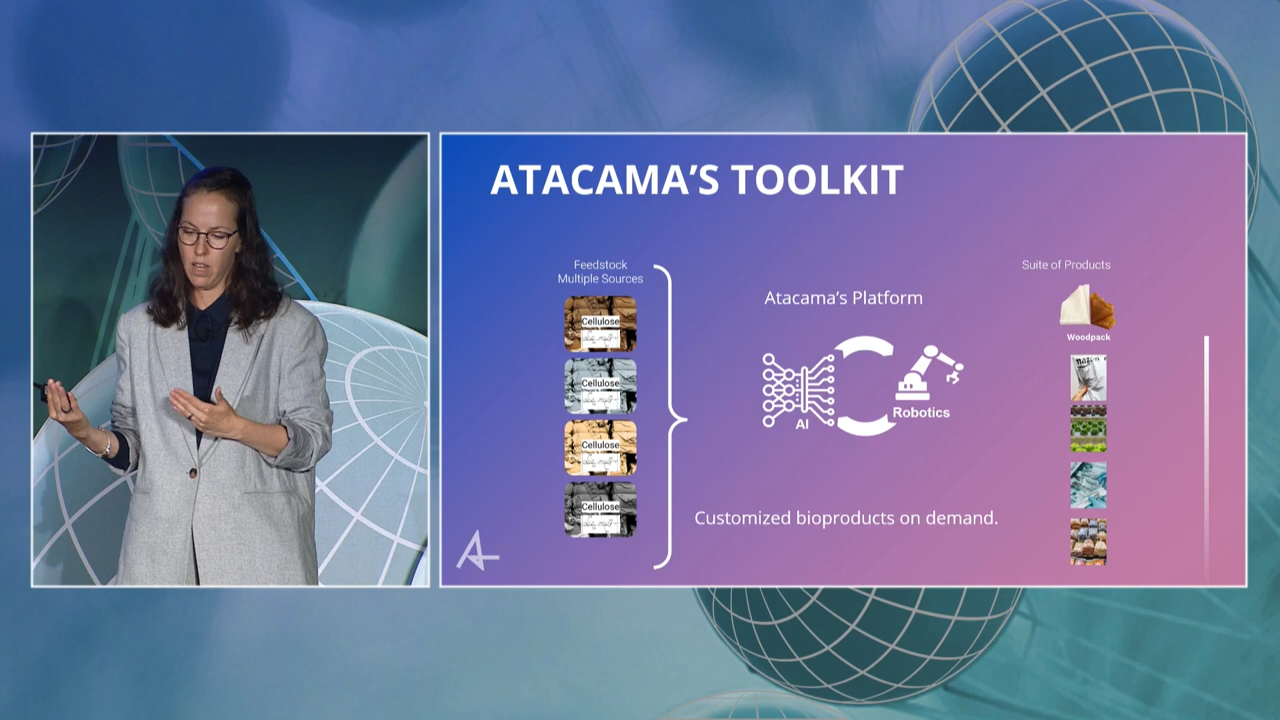 ATACAMA'S TOOLKIT
Feedstock
Multiple Sources
Cellulose
Cellulose
Cellulose
Cellulose
Atacama's Platform
AI
Robotics
Customized bioproducts on demand.
Suite of Products
Woodpack